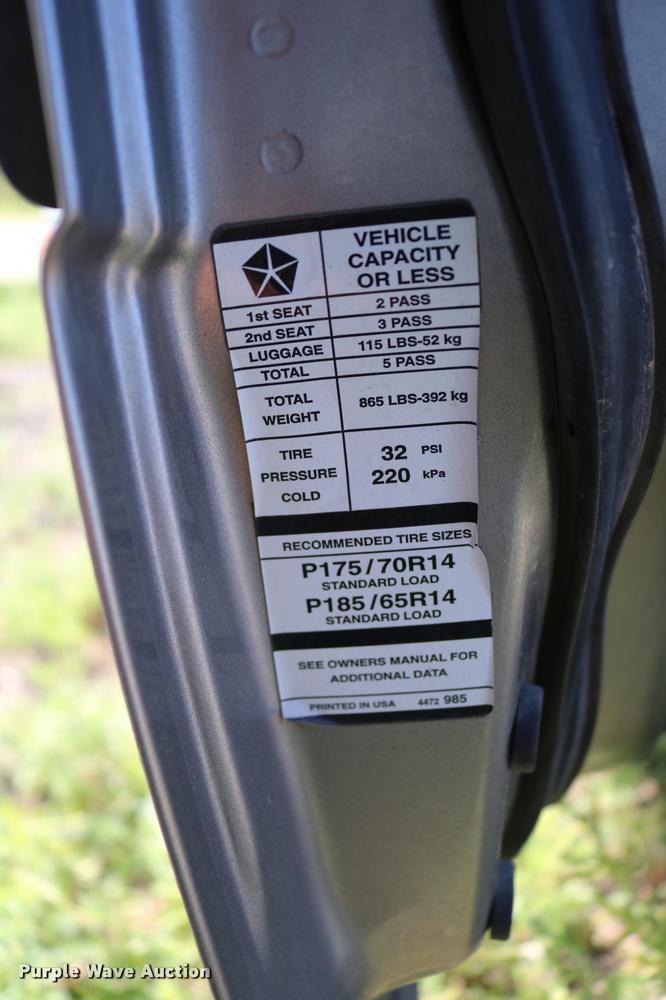 VEHICLE
CAPACITY
OR LESS
1st SEAT 2 PASS
2nd SEAT 3 PASS
LUGGAGE 115 LBS-52 kg
TOTAL 5 PASS
TOTAL
WEIGHT 865 LBS-392 kg
TIRE
PRESSURE
COLD
32 PSI
220 kPa
RECOMMENDED TIRE SIZES
P175/70R14
STANDARD LOAD
P185/65R14
STANDARD LOAD
SEE OWNERS MANUAL FOR
ADDITIONAL DATA
PRINTED IN USA 4472 985
Purple Wave Auction